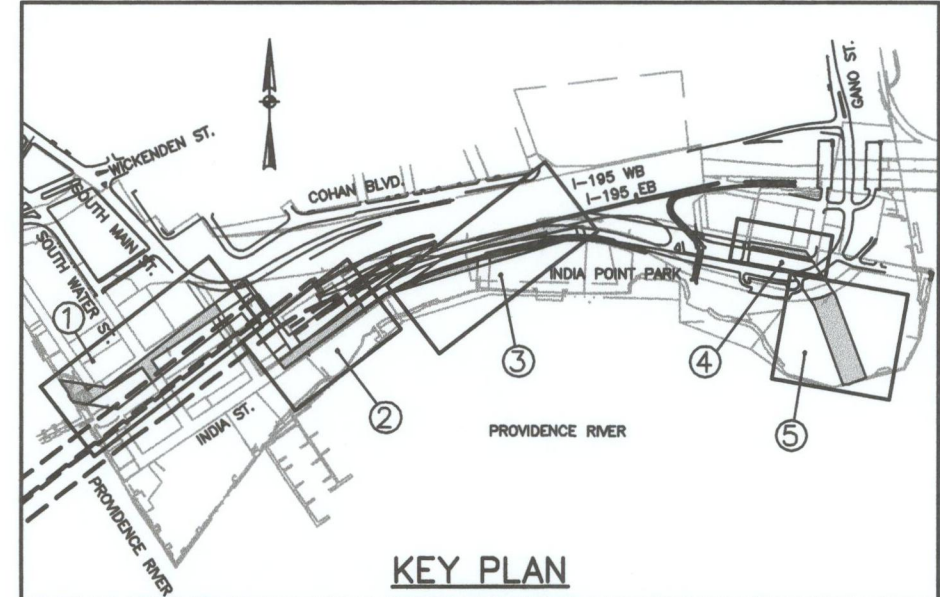 WICKENDEN ST.
SOUTH MAIN ST.
SOUTH WATER ST.
COHAN BLVD.
I-195 WB
I-195 EB
GANO ST.
INDIA POINT PARK
INDIA ST.
PROVIDENCE RIVER
PROVIDENCE RIVER
1
2
3
4
5
KEY PLAN